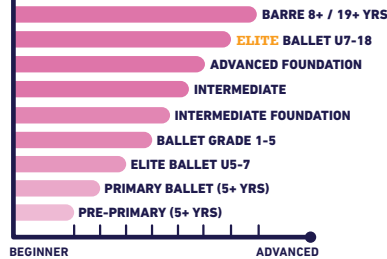 BARRE 8+ / 19+ YRS
ELITE BALLET U7-18
ADVANCED FOUNDATION
INTERMEDIATE
INTERMEDIATE FOUNDATION
BALLET GRADE 1-5
ELITE BALLET U5-7
PRIMARY BALLET (5+ YRS)
PRE-PRIMARY (5+ YRS)
BEGINNER ADVANCED